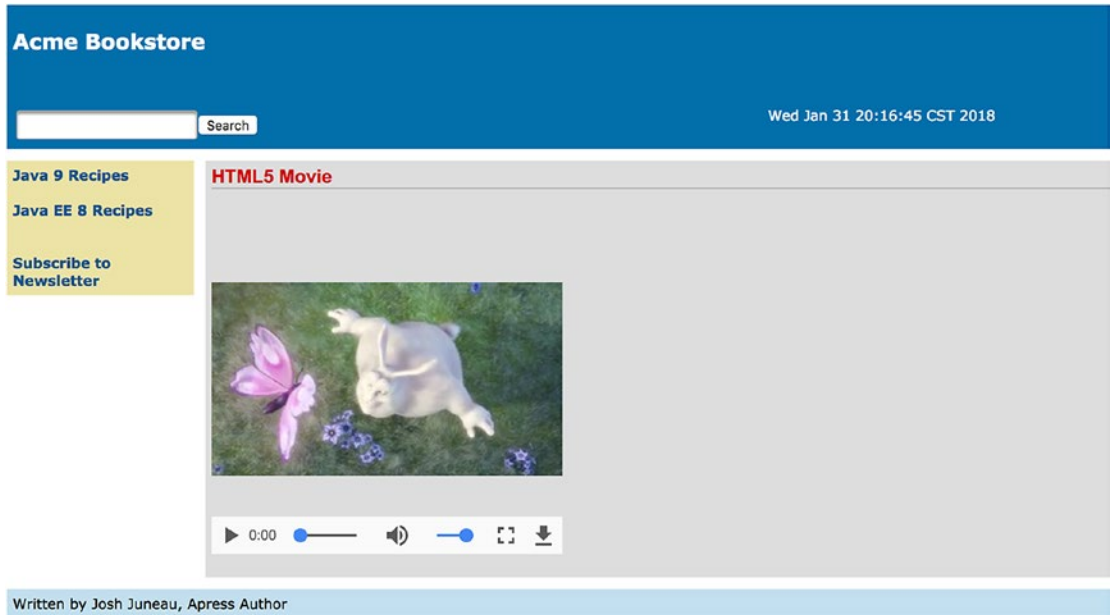 Acme Bookstore
Search
Wed Jan 31 20:16:45 CST 2018
Java 9 Recipes
Java EE 8 Recipes
Subscribe to
Newsletter
HTML5 Movie
0:00
Written by Josh Juneau, Apress Author